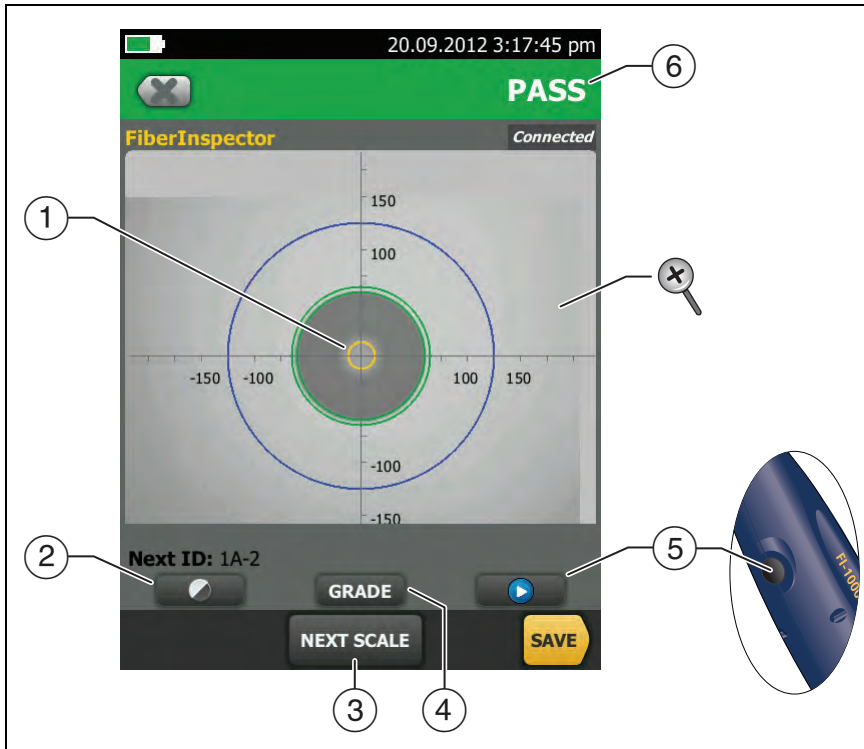 20.09.2012 3:17:45 pm
6
PASS
FiberInspector
Connected
1
150
100
-150 -100 100 150
-100
-150
Next ID: 1A-2
2
5
GRADE
FI-1000
NEXT SCALE
SAVE
3
4